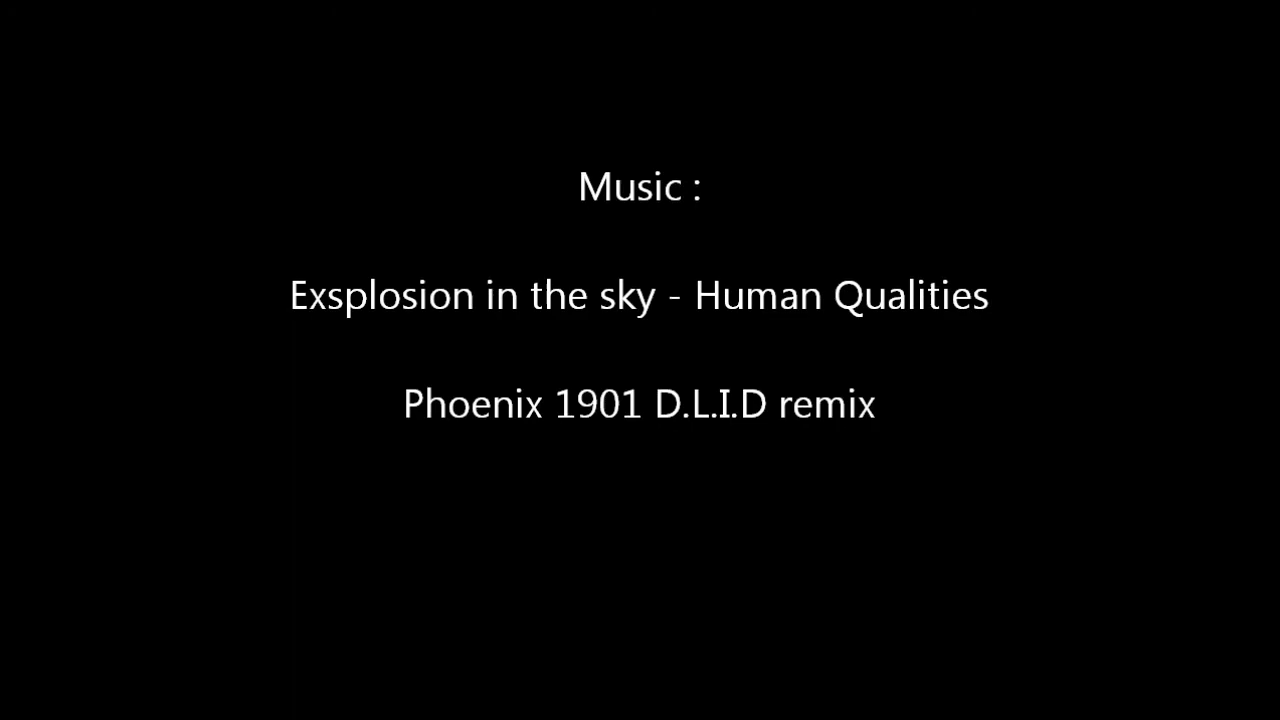 Music :
Exsplosion in the sky - Human Qualities
Phoenix 1901 D.L.I.D remix